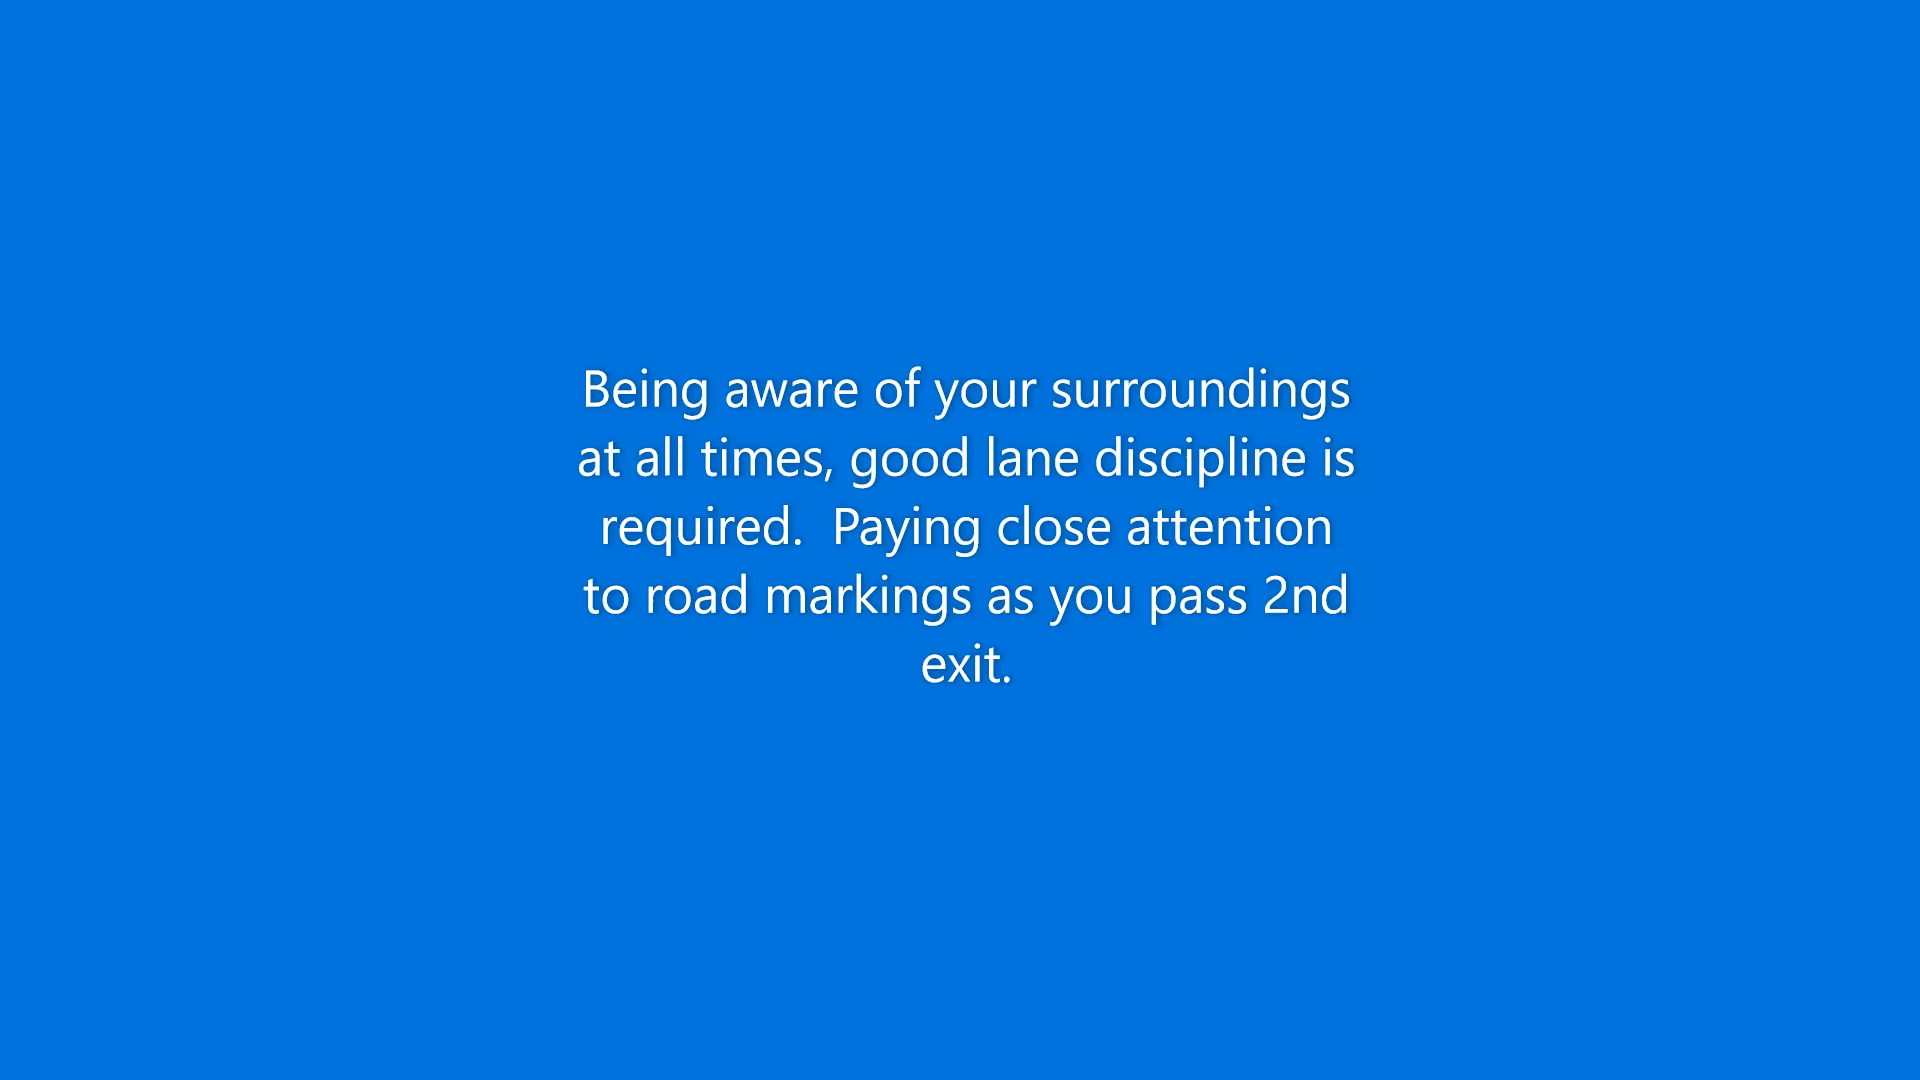 Being aware of your surroundings
at all times, good lane discipline is
required.  Paying close attention
to road markings as you pass 2nd
exit.